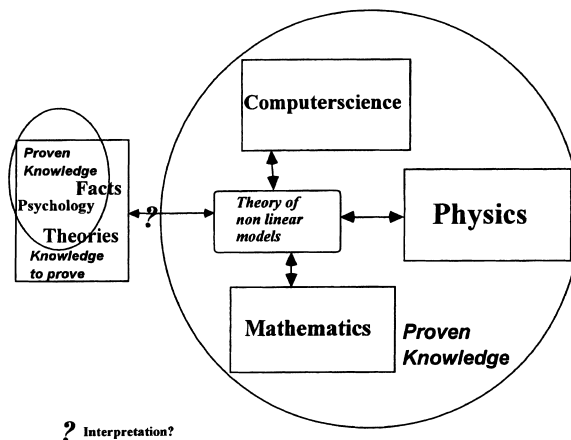 Computerscience
Proven
Knowledge
Facts
Psychology
Theories
Knowledge
to prove
?
Theory of
non linear
models
Physics
Mathematics
Proven
Knowledge
? Interpretation?